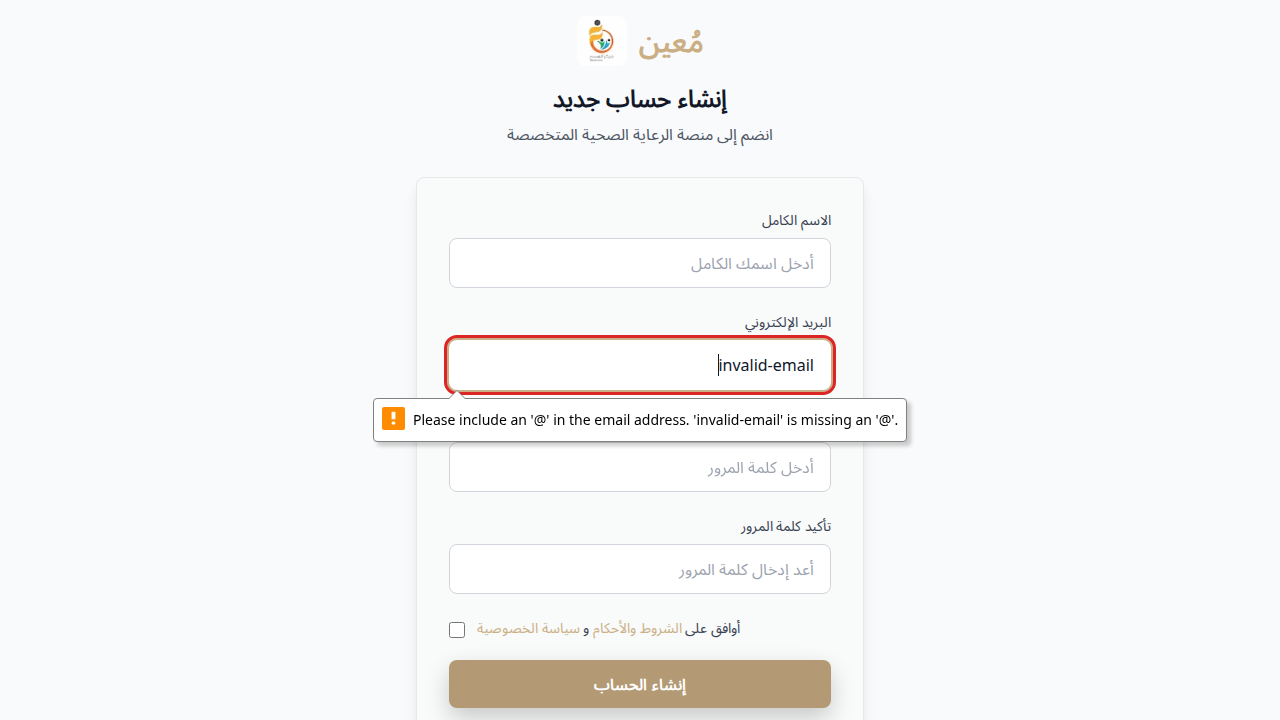 مُعين
إنشاء حساب جديد
انضم إلى منصة الرعاية الصحية المتخصصة
الاسم الكامل
أدخل اسمك الكامل
البريد الإلكتروني
invalid-email
Please include an '@' in the email address. 'invalid-email' is missing an '@'.
أدخل كلمة المرور
تأكيد كلمة المرور
أعد إدخال كلمة المرور
أوافق على الشروط والأحكام و سياسة الخصوصية
إنشاء الحساب